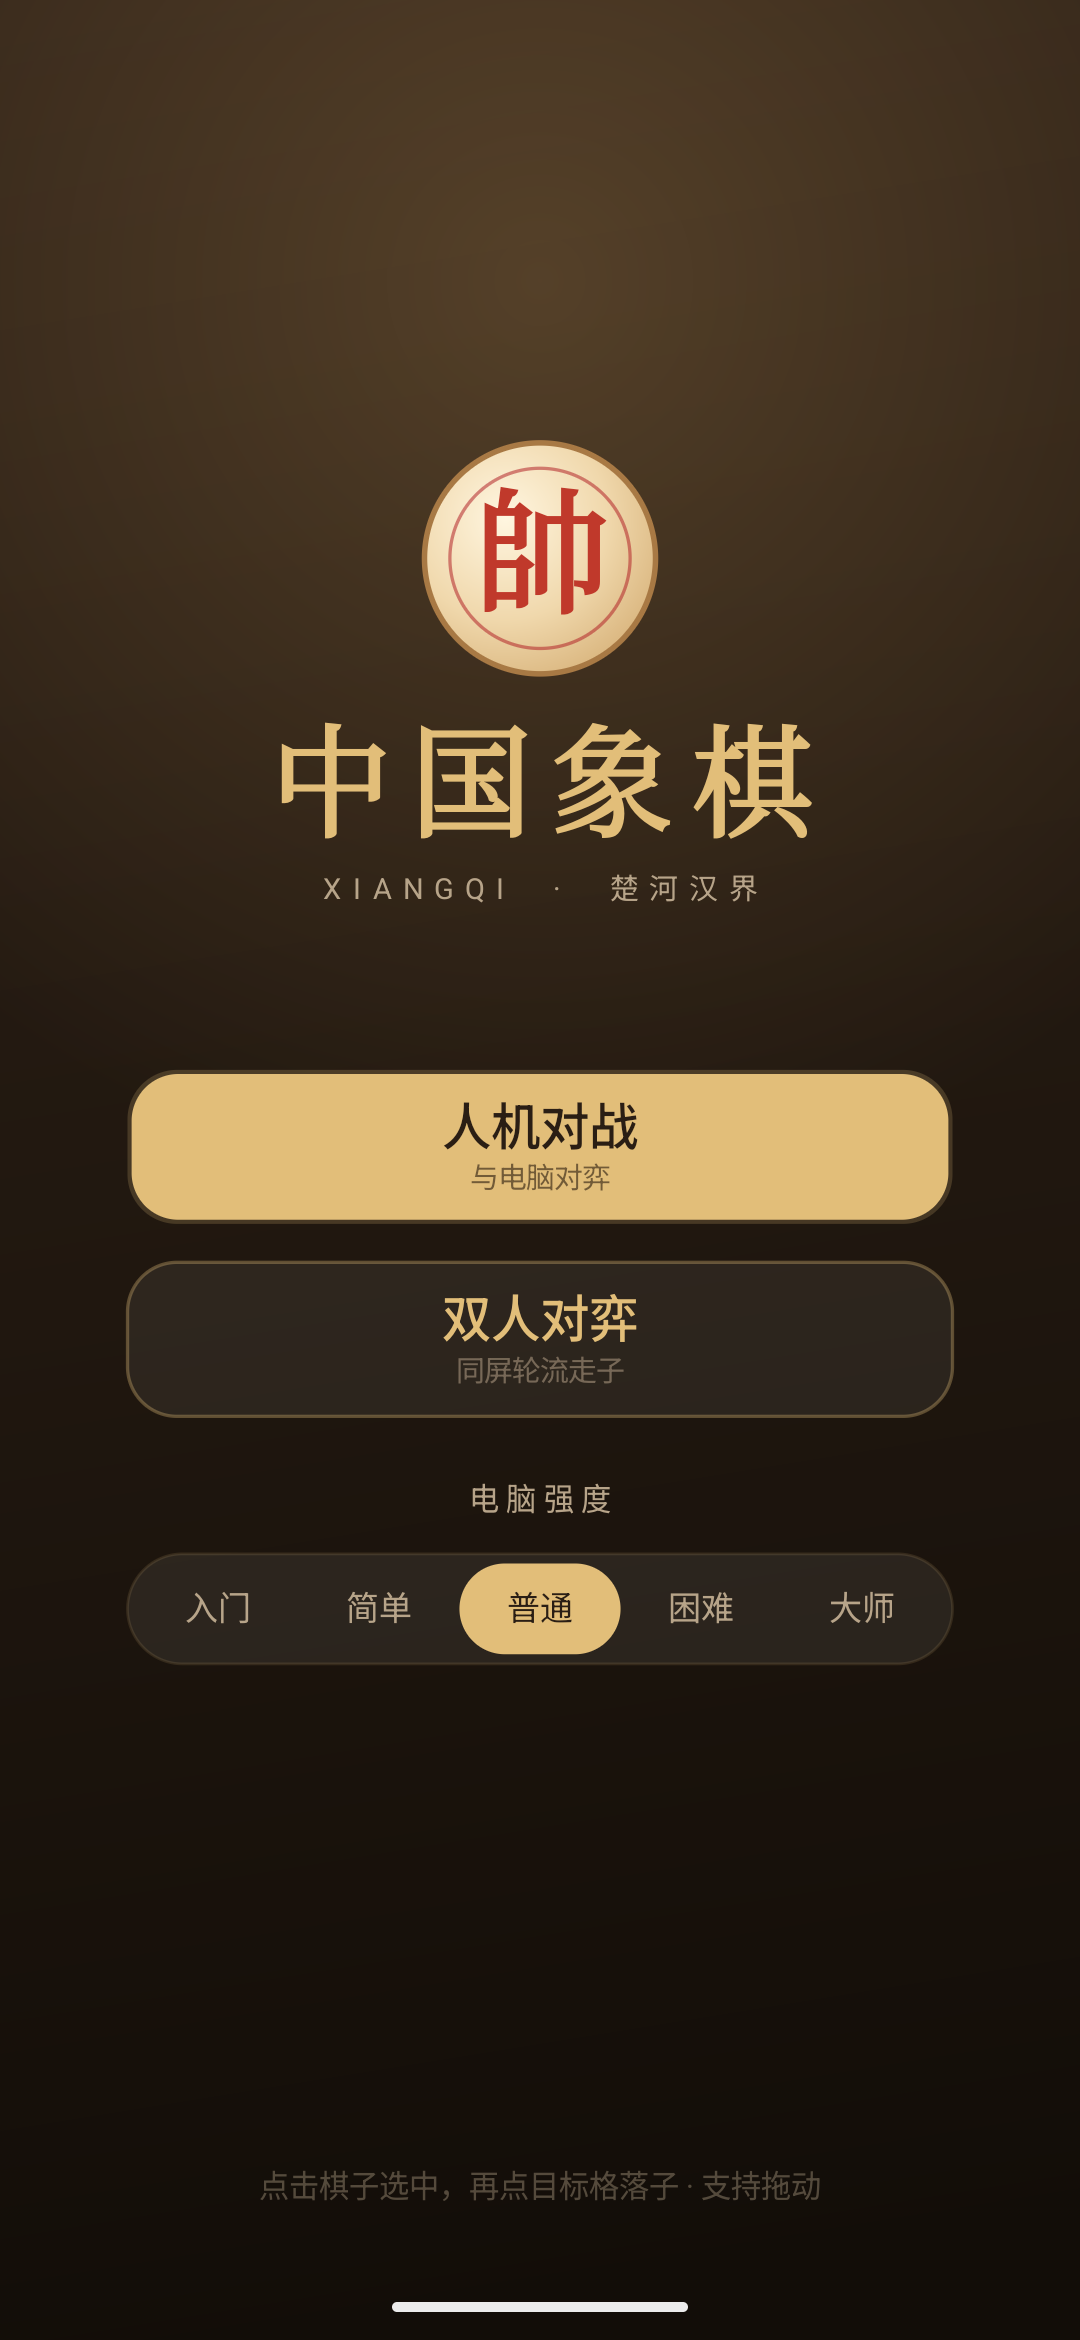 帥
中国象棋
XIANGQI · 楚河汉界
人机对战
与电脑对弈
双人对弈
同屏轮流走子
电脑强度
入门 简单 普通 困难 大师
点击棋子选中，再点目标格落子 · 支持拖动